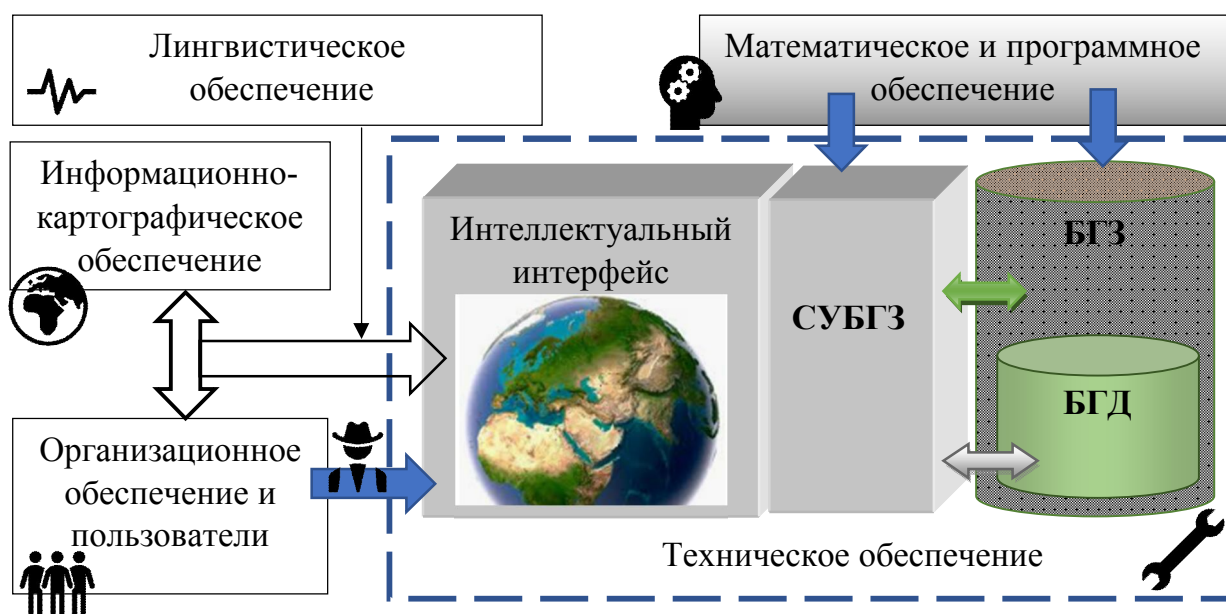 Лингвистическое
обеспечение
Математическое и программное
обеспечение
Информационно-
картографическое
обеспечение
Интеллектуальный
интерфейс
СУБГЗ
БГЗ
БГД
Организационное
обеспечение и
пользователи
Техническое обеспечение